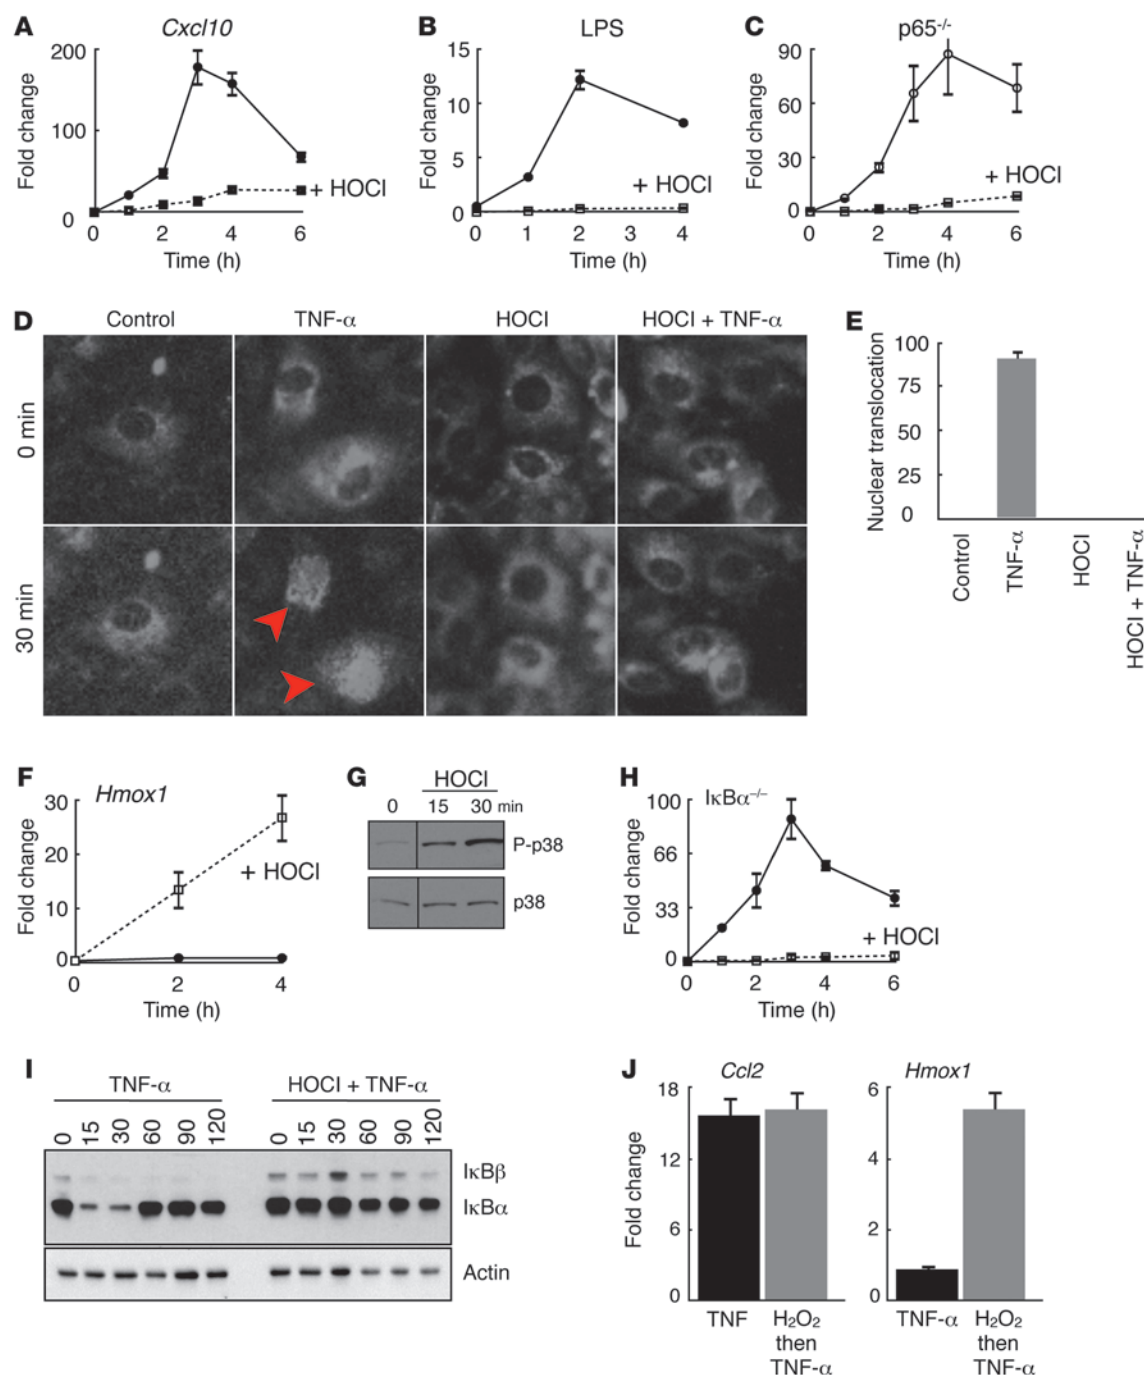 A Cxcl10
Fold change
200
100
0
+ HOCl
0 2 4 6
Time (h)
B LPS
Fold change
15
10
5
0
+ HOCl
0 1 2 3 4
Time (h)
C p65-/-
Fold change
90
60
30
0
+ HOCl
0 2 4 6
Time (h)
D Control TNF-α HOCl HOCl + TNF-α
0 min
30 min
E
Nuclear translocation
100
75
50
25
0
Control
TNF-α
HOCl
HOCl + TNF-α
F Hmox1
Fold change
30
20
10
0
+ HOCl
0 2 4
Time (h)
G HOCl
0 15 30 min
P-p38
p38
H IκBα−/−
Fold change
100
66
33
0
+ HOCl
0 2 4 6
Time (h)
I TNF-α HOCl + TNF-α
0 15 30 60 90 120 0 15 30 60 90 120
IκBβ
IκBα
Actin
J Ccl2
Fold change
18
12
6
0
TNF H2O2
then
TNF-α
Hmox1
6
4
2
0
TNF-α H2O2
then
TNF-α